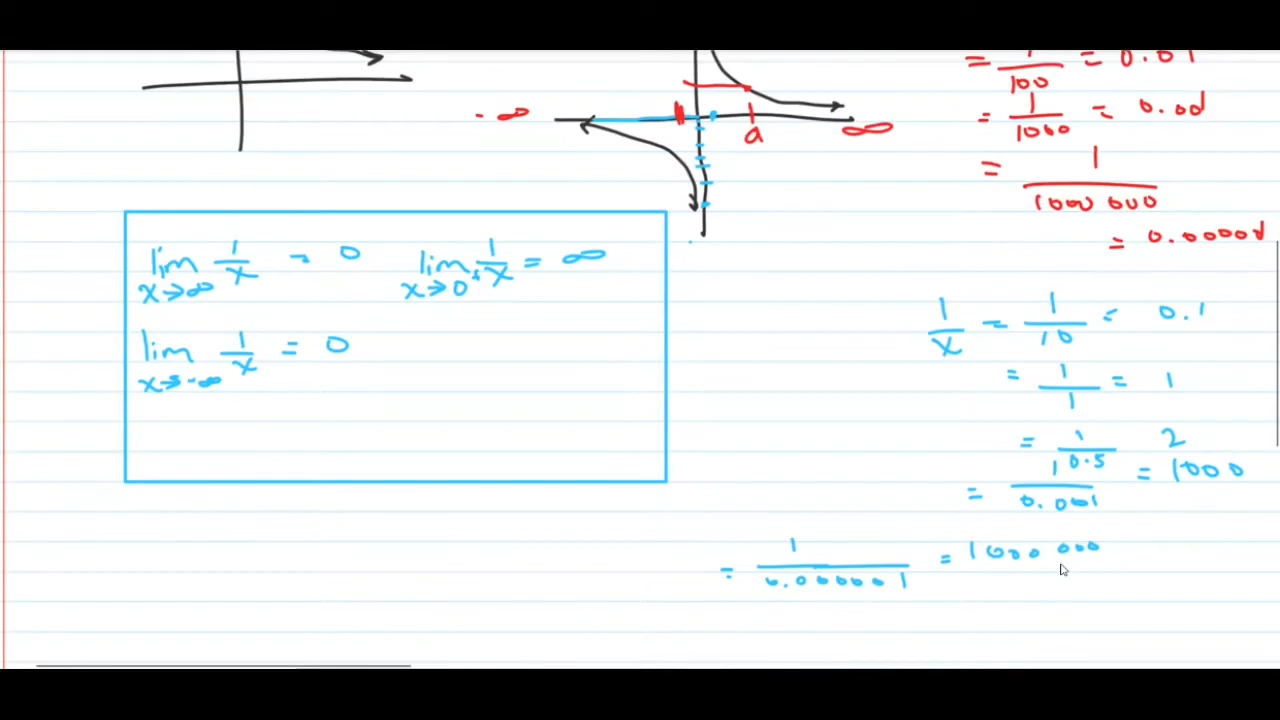 = 1/100 = 0.01
= 1/1000 = 0.001
= 1/1000 000
= 0.00001
- ∞
a
∞
lim x→∞ 1/x = 0
lim x→0⁺ 1/x = ∞
lim x→-∞ 1/x = 0
1/x = 1/10 = 0.1
= 1/1 = 1
= 1/0.5 2
= 1/0.001 = 1000
= 1/0.000001 = 1000 000